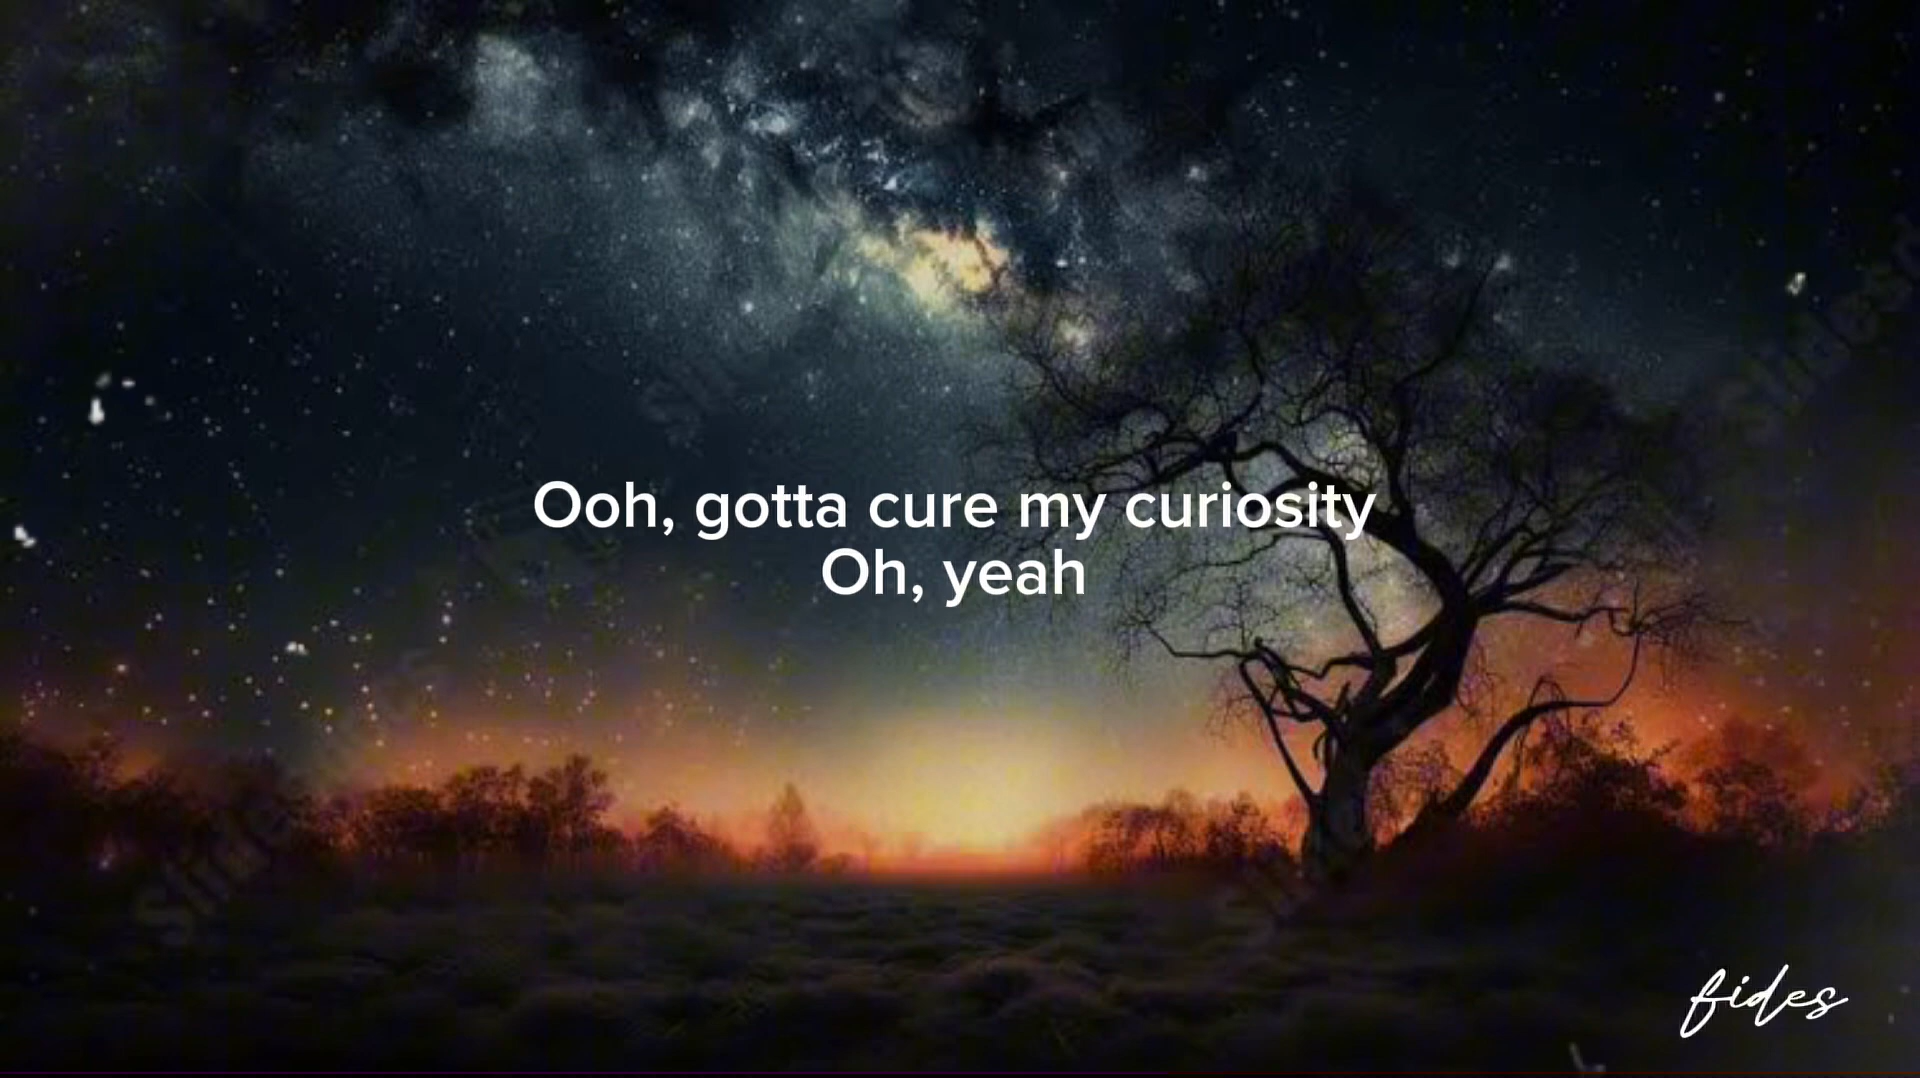 Ooh, gotta cure my curiosity
Oh, yeah
fides